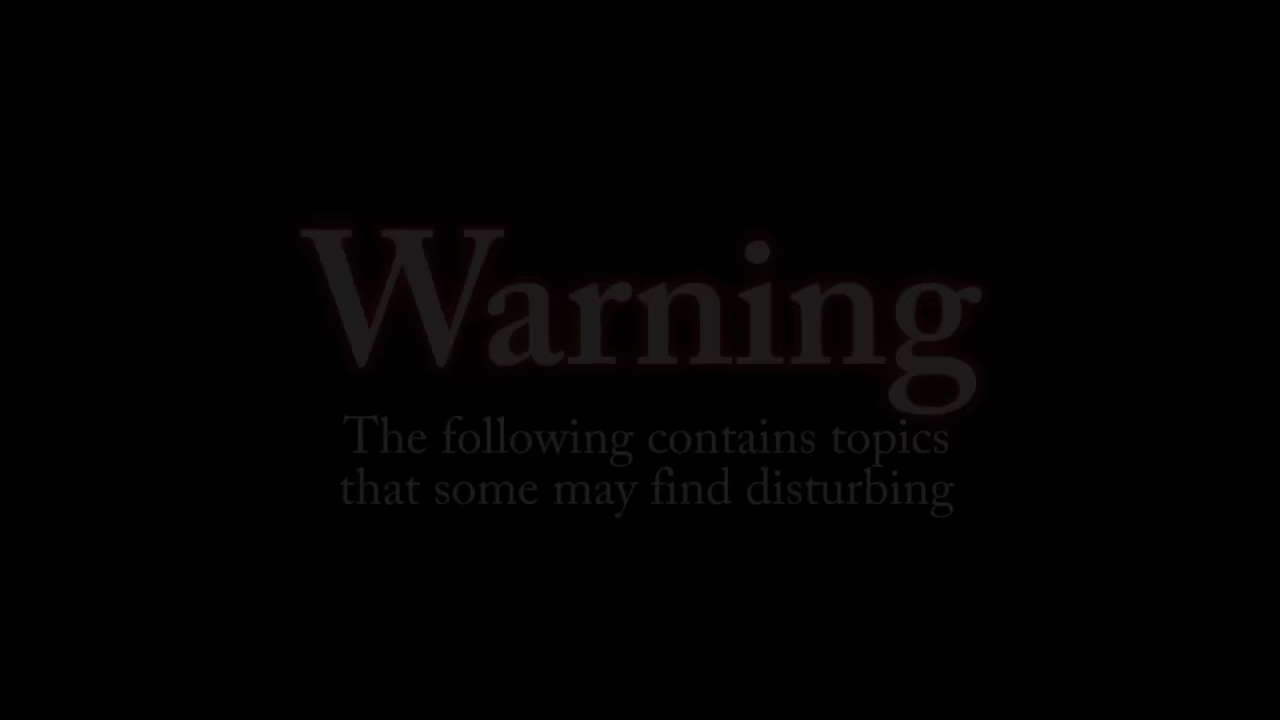 Warning
The following contains topics
that some may find disturbing